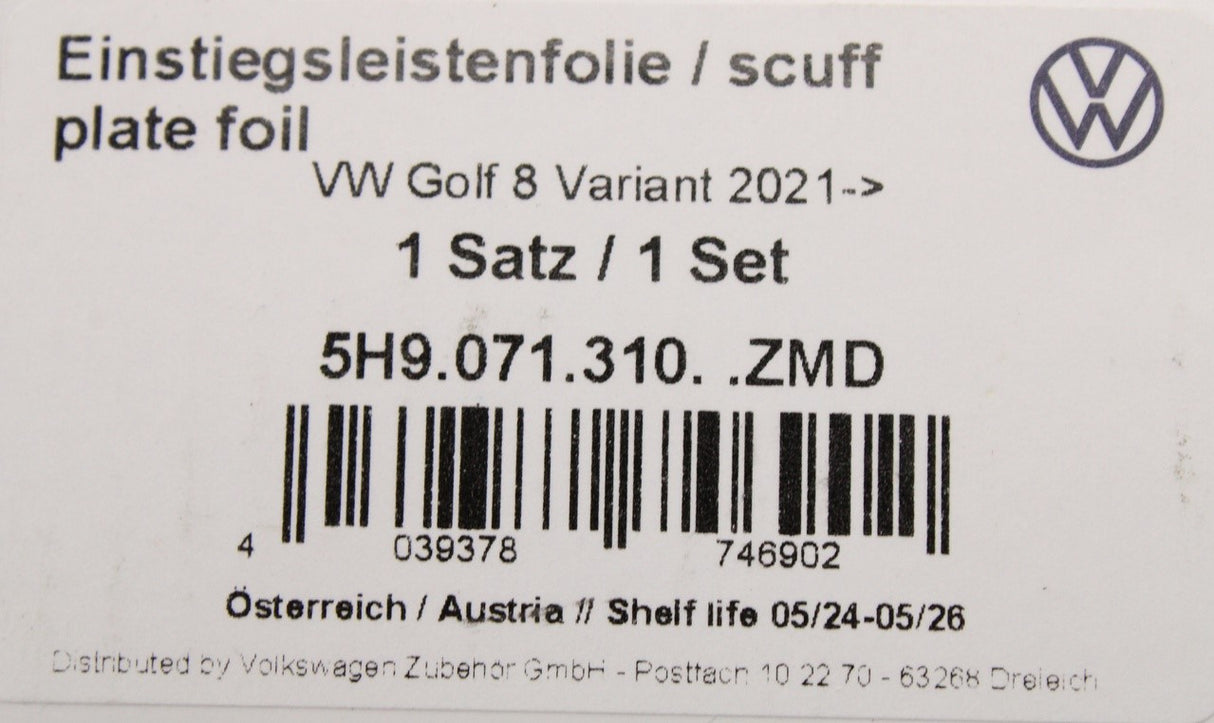 Einstiegsleistenfolie / scuff
plate foil
VW Golf 8 Variant 2021->
1 Satz / 1 Set
5H9.071.310. .ZMD
4 039378 746902
Österreich / Austria // Shelf life 05/24-05/26
Distributed by Volkswagen Zubehör GmbH - Postfach 10 22 70 - 63268 Dreieich